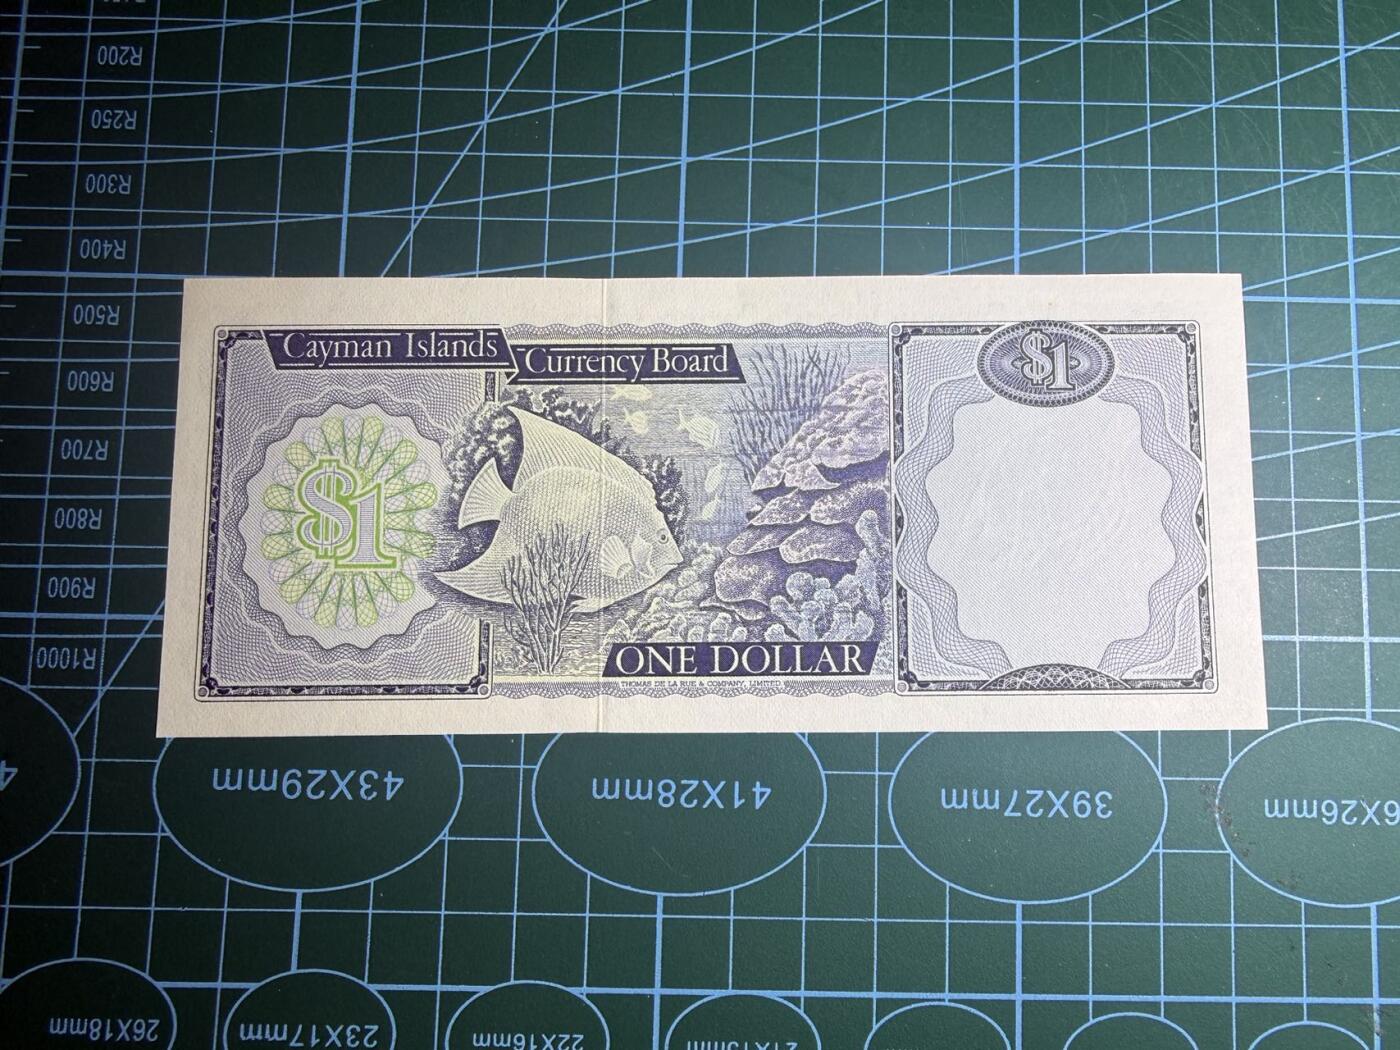 R200
R250
R300
R400
R500
R600
R700
R800
R900
R1000
Cayman Islands
Currency Board
$1
$1
ONE DOLLAR
THOMAS DE LA RUE & COMPANY, LIMITED
43X29mm
41X28mm
39X27mm
6X26mm
26X18mm
23X17mm
22X16mm